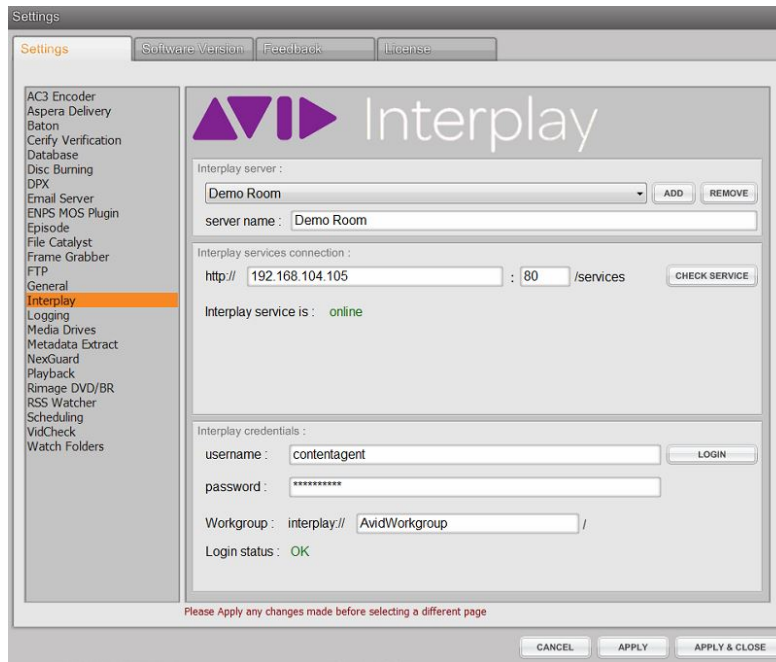 Settings
Settings Software Version Feedback License
AC3 Encoder
Aspera Delivery
Baton
Cerify Verification
Database
Disc Burning
DPX
Email Server
ENPS MOS Plugin
Episode
File Catalyst
Frame Grabber
FTP
General
Interplay
Logging
Media Drives
Metadata Extract
NexGuard
Playback
Rimage DVD/BR
RSS Watcher
Scheduling
VidCheck
Watch Folders
AVID Interplay
Interplay server :
Demo Room ADD REMOVE
server name : Demo Room
Interplay services connection :
http:// 192.168.104.105 : 80 /services CHECK SERVICE
Interplay service is : online
Interplay credentials :
username : contentagent LOGIN
password : **********
Workgroup : interplay:// AvidWorkgroup /
Login status : OK
Please Apply any changes made before selecting a different page
CANCEL APPLY APPLY & CLOSE